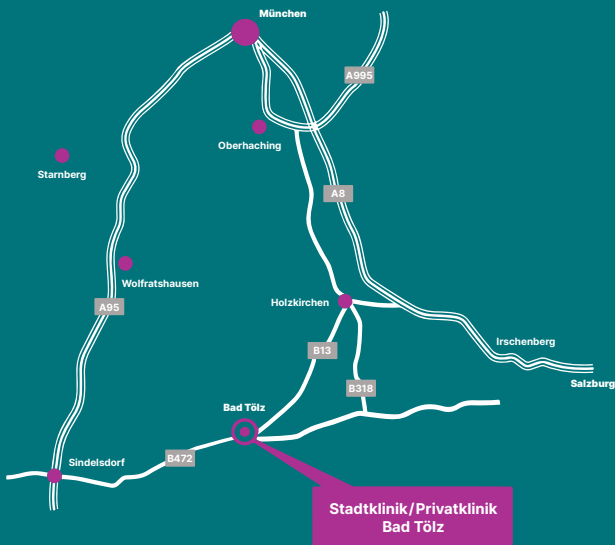 München
A995
Oberhaching
Starnberg
A8
Wolfratshausen
Holzkirchen
A95
Irschenberg
B13
Salzburg
B318
Bad Tölz
B472
Sindelsdorf
Stadtklinik/Privatklinik
Bad Tölz